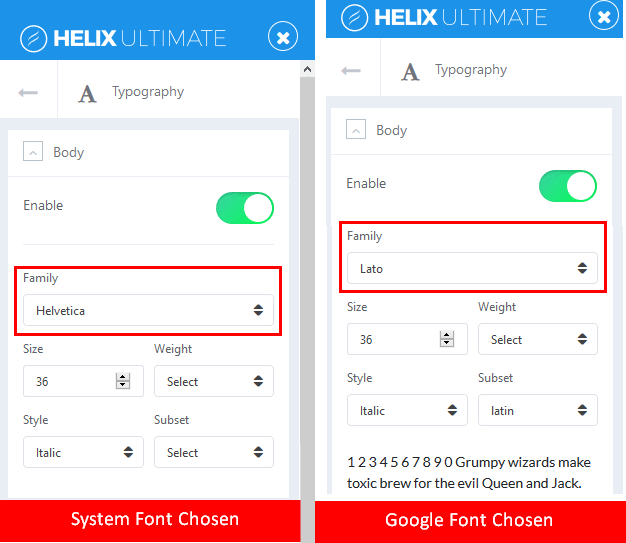 HELIX ULTIMATE
Typography
Body
Enable
Family
Helvetica
Size
Weight
36
Select
Style
Subset
Italic
Select
System Font Chosen
HELIX ULTIMATE
Typography
Body
Enable
Family
Lato
Size
Weight
36
Select
Style
Subset
Italic
latin
1 2 3 4 5 6 7 8 9 0 Grumpy wizards make
toxic brew for the evil Queen and Jack.
Google Font Chosen